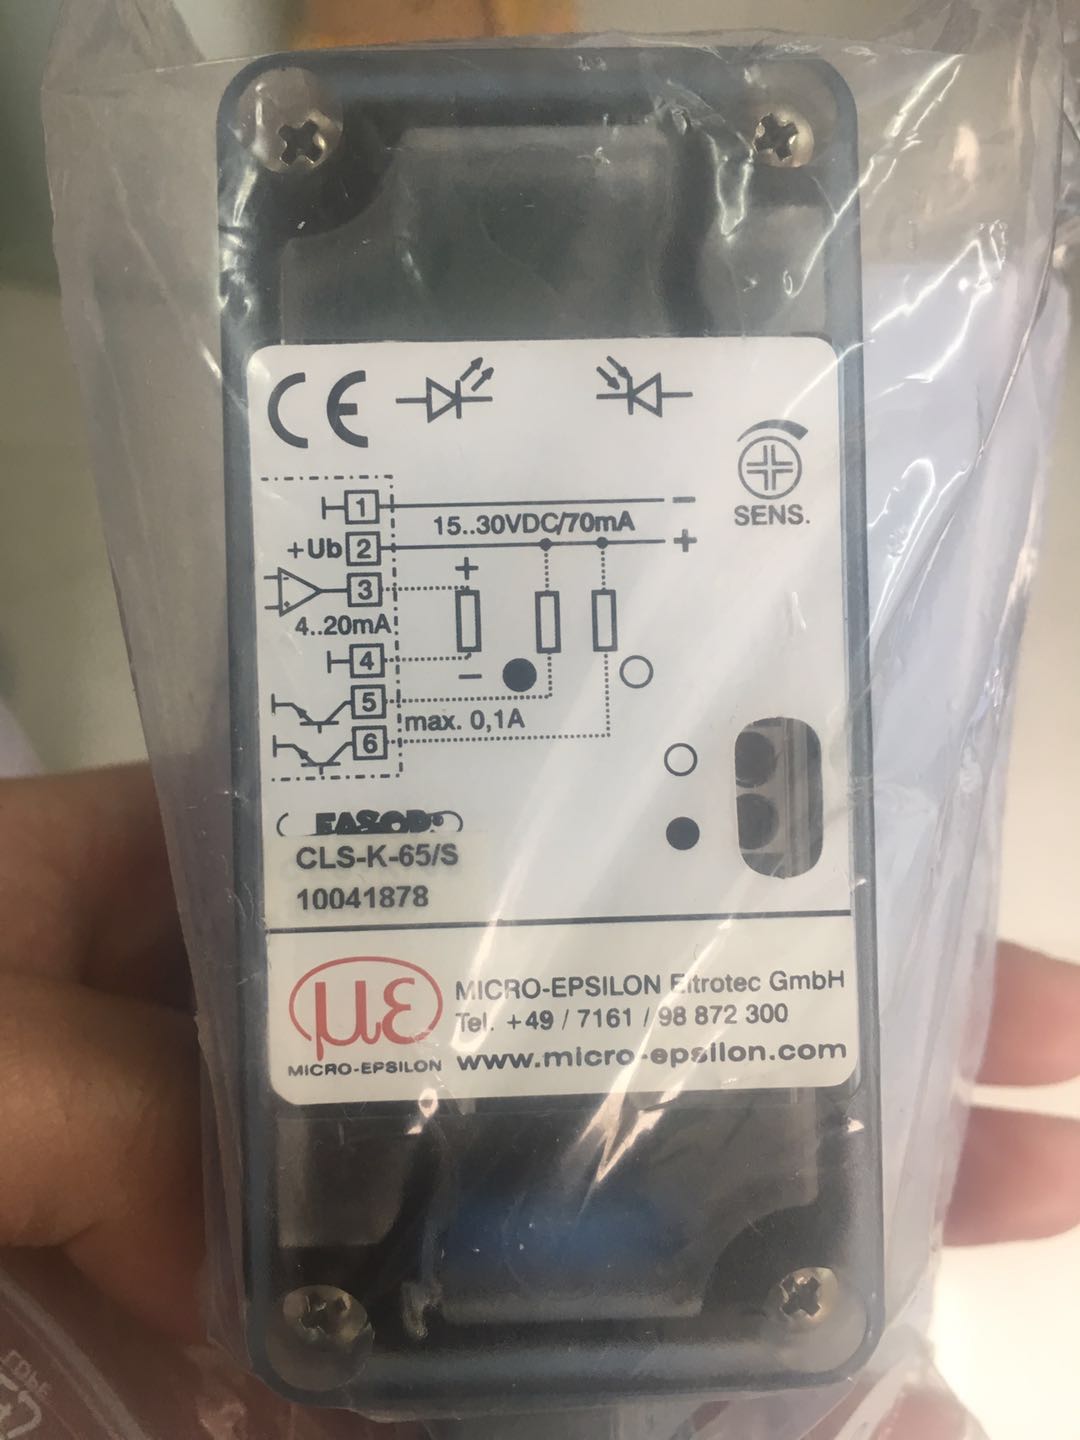 CE
1
-
15..30VDC/70mA
SENS.
+Ub 2
+
3
+
4..20mA
4
-
5
max. 0,1A
6
CLS-K-65/S
10041878
με
MICRO-EPSILON
MICRO-EPSILON Eltrotec GmbH
Tel. +49 / 7161 / 98 872 300
www.micro-epsilon.com